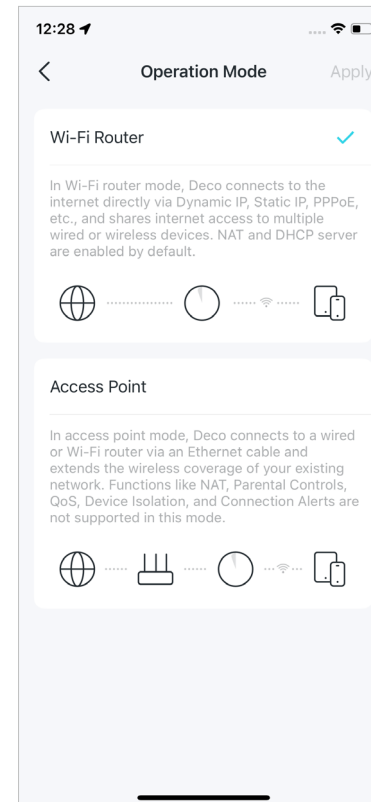 12:28
Operation Mode
Apply
Wi-Fi Router
In Wi-Fi router mode, Deco connects to the
internet directly via Dynamic IP, Static IP, PPPoE,
etc., and shares internet access to multiple
wired or wireless devices. NAT and DHCP server
are enabled by default.
Access Point
In access point mode, Deco connects to a wired
or Wi-Fi router via an Ethernet cable and
extends the wireless coverage of your existing
network. Functions like NAT, Parental Controls,
QoS, Device Isolation, and Connection Alerts are
not supported in this mode.